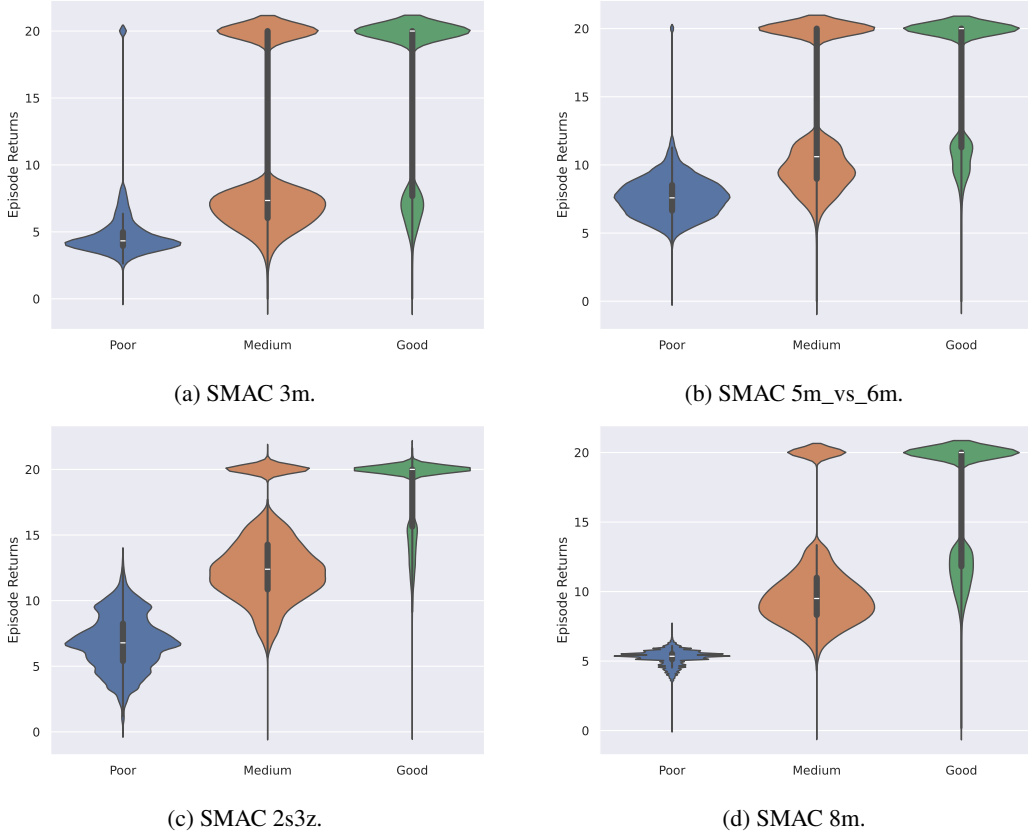 20
15
10
5
0
Episode Returns
Poor Medium Good
(a) SMAC 3m.
20
15
10
5
0
Episode Returns
Poor Medium Good
(b) SMAC 5m_vs_6m.
20
15
10
5
0
Episode Returns
Poor Medium Good
(c) SMAC 2s3z.
20
15
10
5
0
Episode Returns
Poor Medium Good
(d) SMAC 8m.